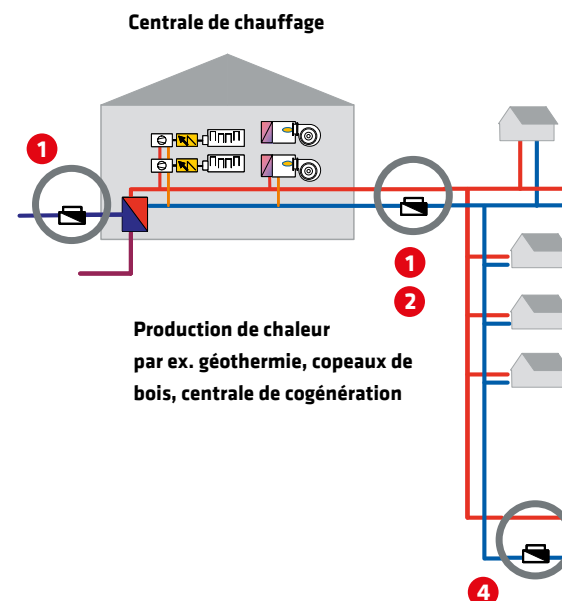 Centrale de chauffage
1
1
2
Production de chaleur
par ex. géothermie, copeaux de
bois, centrale de cogénération
4